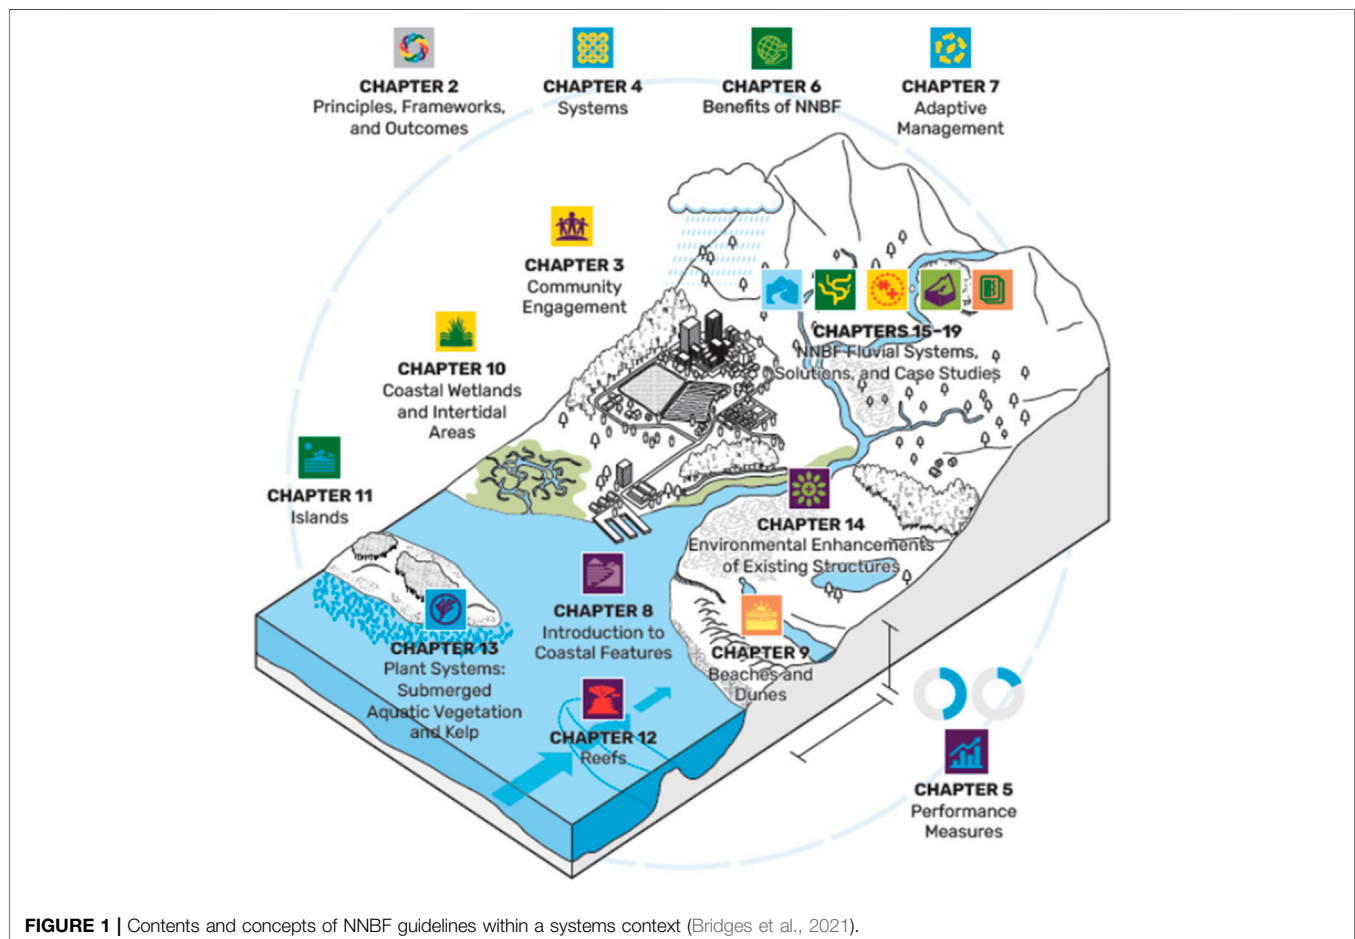 CHAPTER 2
Principles, Frameworks,
and Outcomes
CHAPTER 4
Systems
CHAPTER 6
Benefits of NNBF
CHAPTER 7
Adaptive
Management
CHAPTER 3
Community
Engagement
CHAPTERS 15–19
NNBF Fluvial Systems,
Solutions, and Case Studies
CHAPTER 10
Coastal Wetlands
and Intertidal
Areas
CHAPTER 11
Islands
CHAPTER 14
Environmental Enhancements
of Existing Structures
CHAPTER 8
Introduction to
Coastal Features
CHAPTER 9
Beaches and
Dunes
CHAPTER 13
Plant Systems:
Submerged
Aquatic Vegetation
and Kelp
CHAPTER 12
Reefs
CHAPTER 5
Performance
Measures
FIGURE 1 | Contents and concepts of NNBF guidelines within a systems context (Bridges et al., 2021).